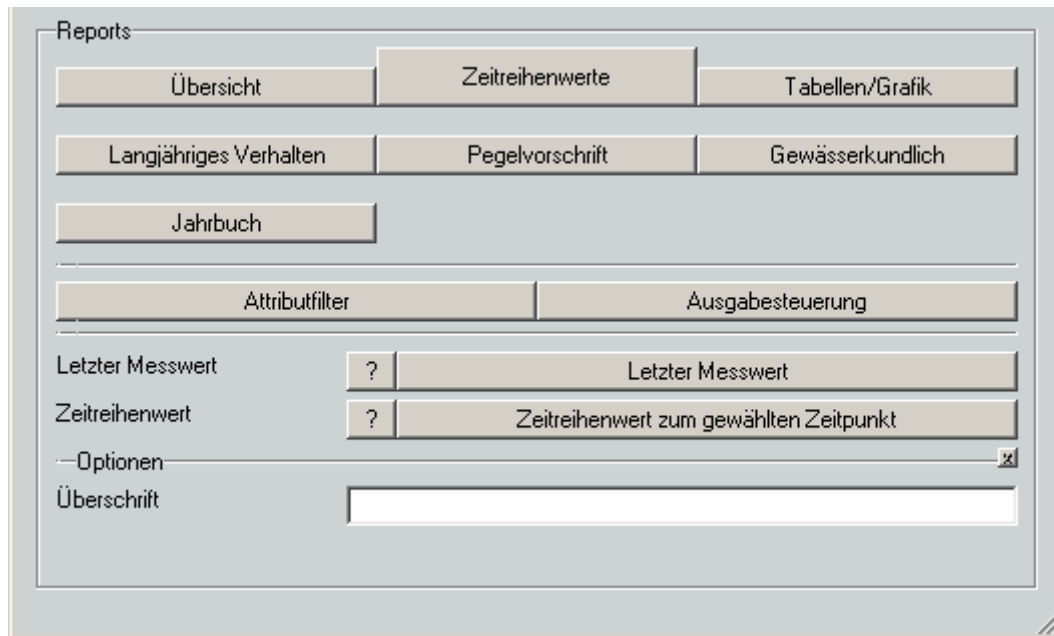 Reports
Übersicht Zeitreihenwerte Tabellen/Grafik
Langjähriges Verhalten Pegelvorschrift Gewässerkundlich
Jahrbuch
Attributfilter Ausgabesteuerung
Letzter Messwert ? Letzter Messwert
Zeitreihenwert ? Zeitreihenwert zum gewählten Zeitpunkt
Optionen
Überschrift